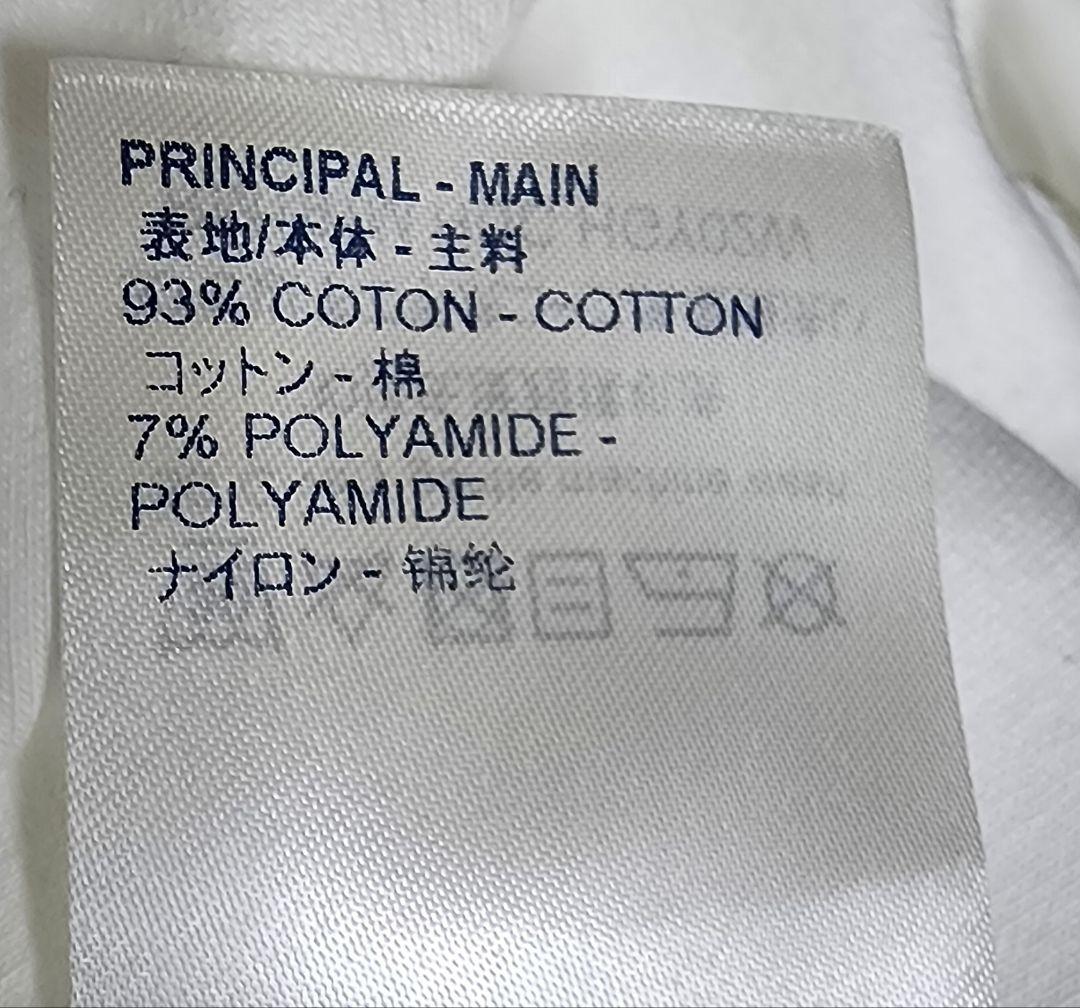 PRINCIPAL - MAIN
表地/本体 - 主料
93% COTON - COTTON
コットン - 棉
7% POLYAMIDE -
POLYAMIDE
ナイロン - 锦纶